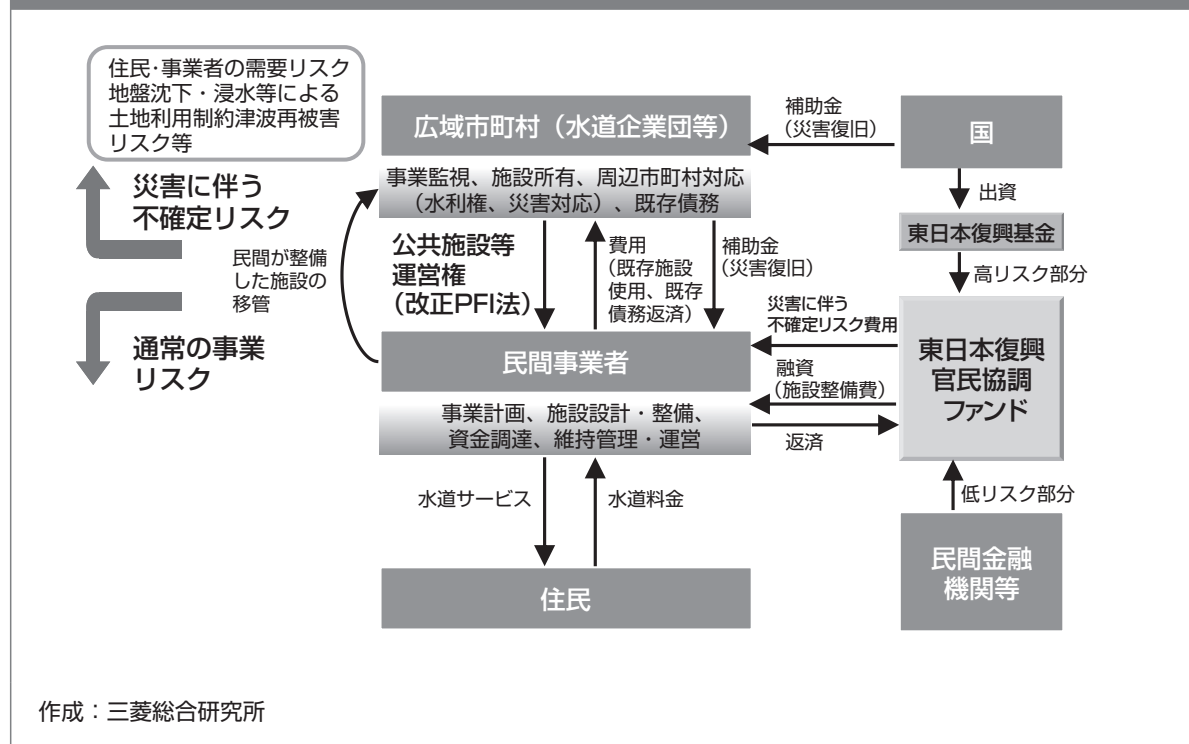 住民・事業者の需要リスク
地盤沈下・浸水等による
土地利用制約津波再被害
リスク等
災害に伴う
不確定リスク
通常の事業
リスク
民間が整備
した施設の
移管
広域市町村（水道企業団等）
事業監視、施設所有、周辺市町村対応
（水利権、災害対応）、既存債務
補助金
（災害復旧）
国
出資
東日本復興基金
高リスク部分
公共施設等
運営権
（改正PFI法）
費用
（既存施設
使用、既存
債務返済）
補助金
（災害復旧）
災害に伴う
不確定リスク費用
融資
（施設整備費）
返済
東日本復興
官民協調
ファンド
民間事業者
事業計画、施設設計・整備、
資金調達、維持管理・運営
水道サービス
水道料金
低リスク部分
民間金融
機関等
住民
作成：三菱総合研究所